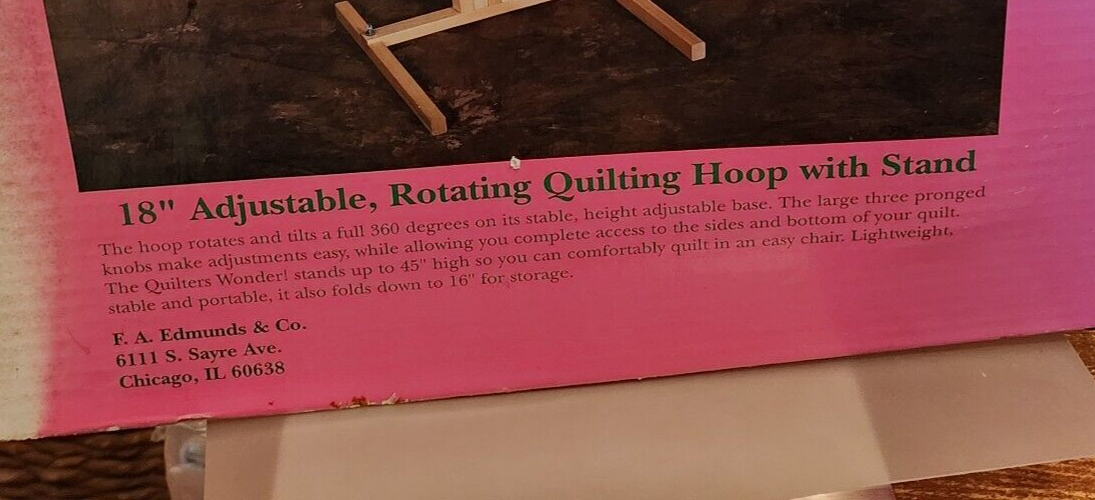 18" Adjustable, Rotating Quilting Hoop with Stand
The hoop rotates and tilts a full 360 degrees on its stable, height adjustable base. The large three pronged
knobs make adjustments easy, while allowing you complete access to the sides and bottom of your quilt.
The Quilters Wonder! stands up to 45" high so you can comfortably quilt in an easy chair. Lightweight,
stable and portable, it also folds down to 16" for storage.
F. A. Edmunds & Co.
6111 S. Sayre Ave.
Chicago, IL 60638